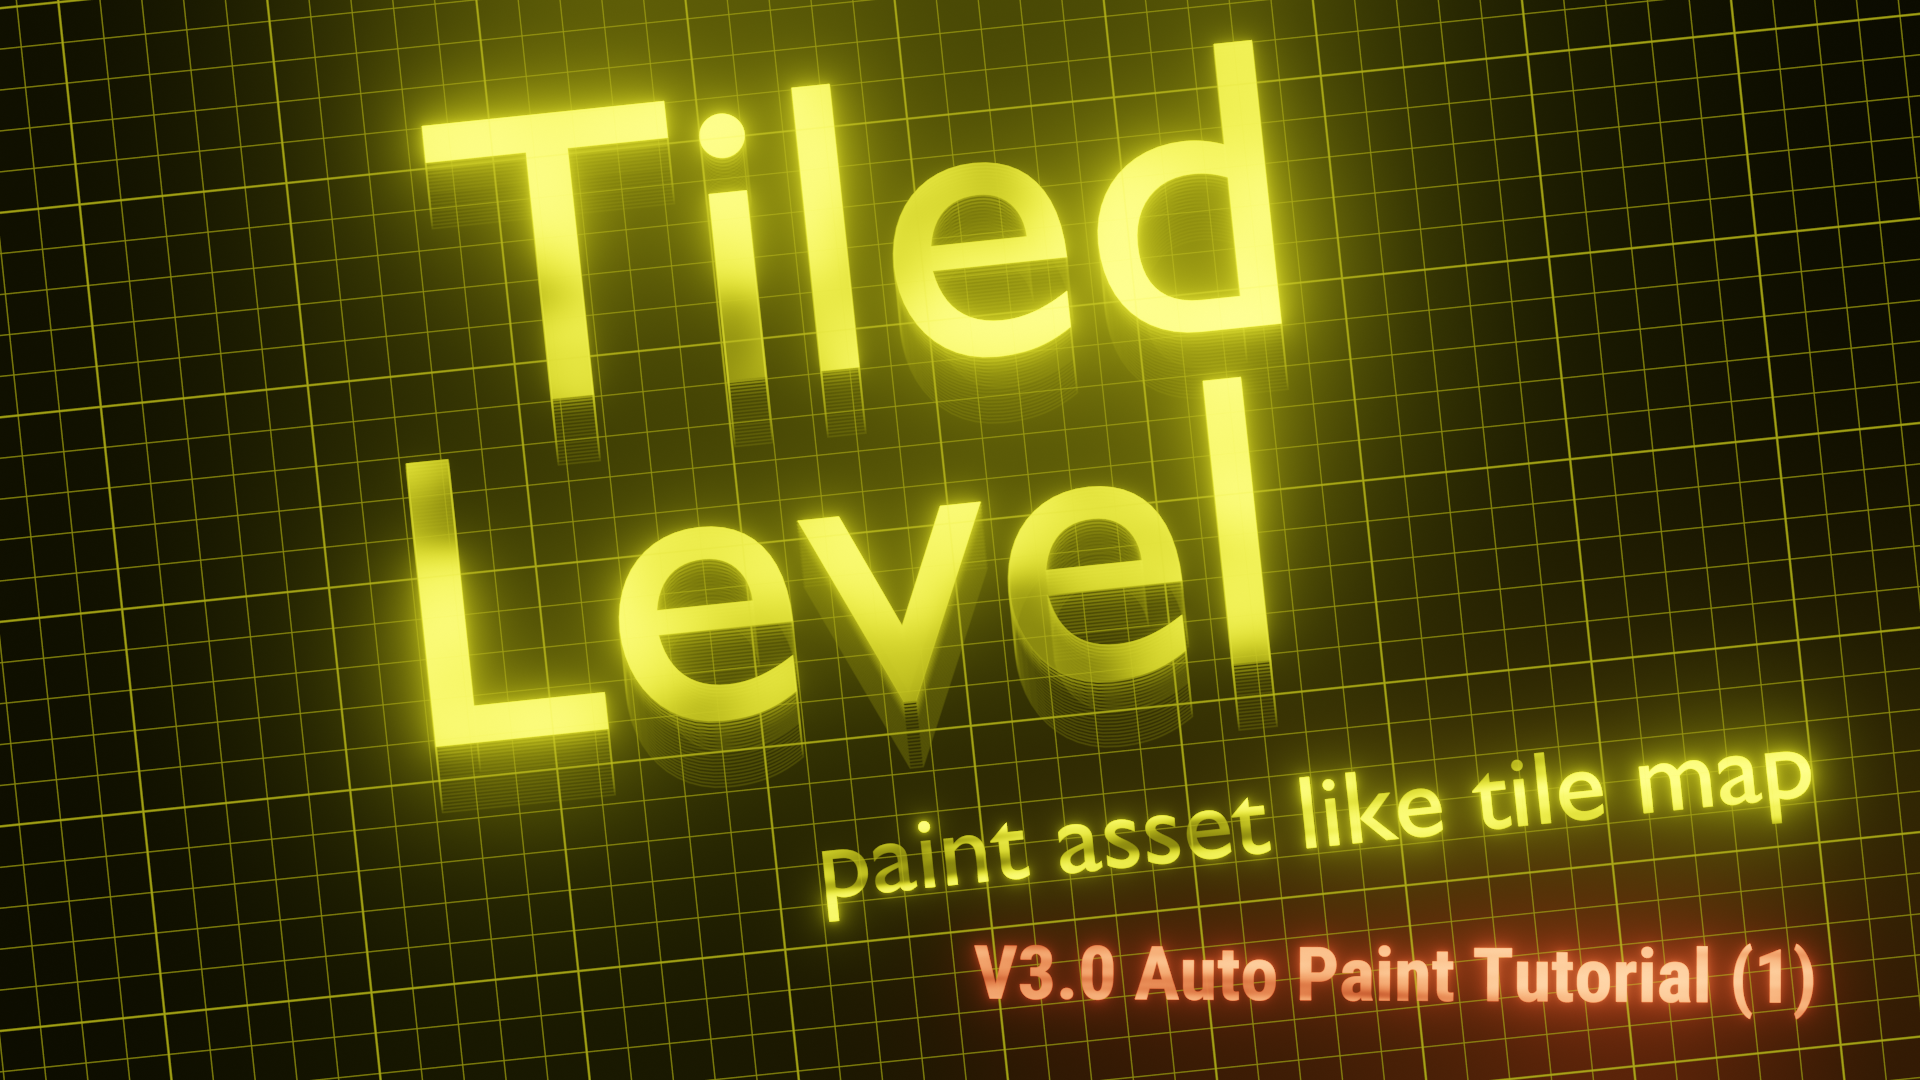 Tiled
Level
paint asset like tile map
V3.0 Auto Paint Tutorial (1)